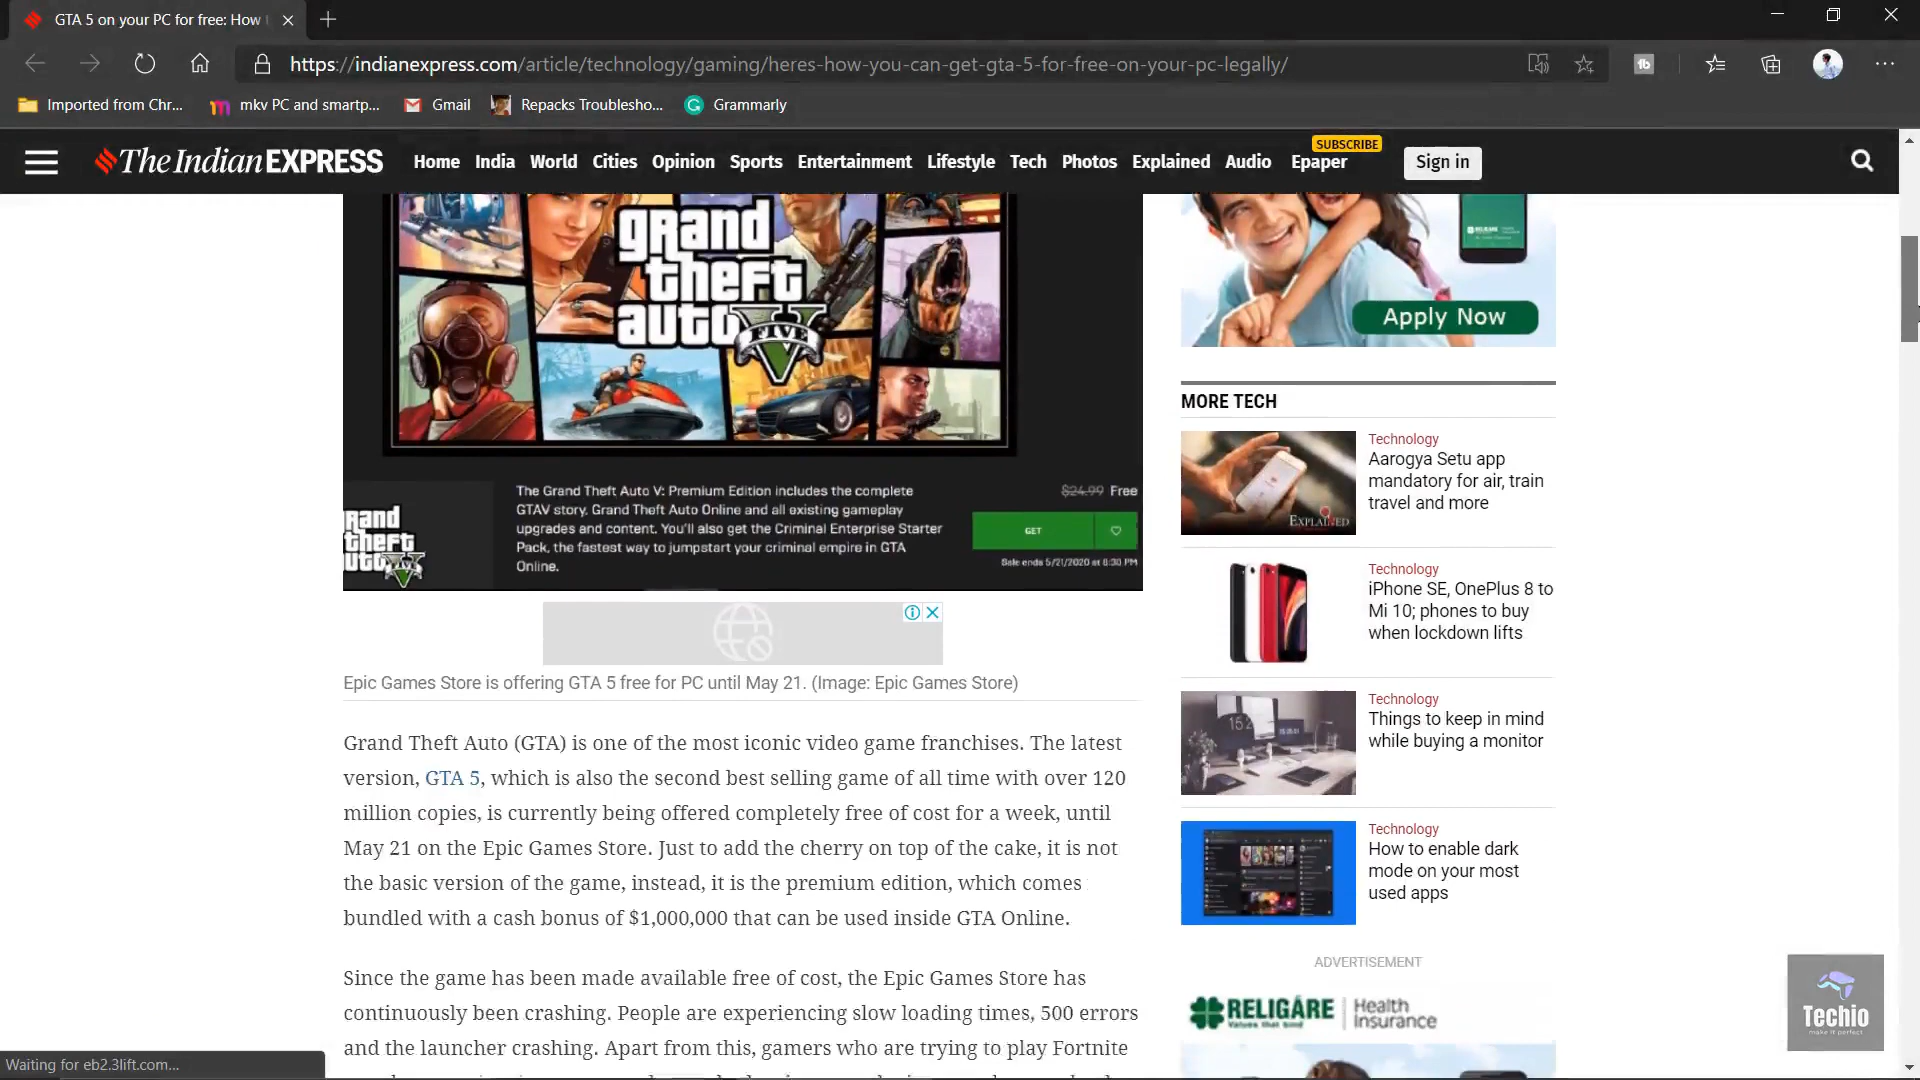 GTA 5 on your PC for free: How
https://indianexpress.com/article/technology/gaming/heres-how-you-can-get-gta-5-for-free-on-your-pc-legally/
Imported from Chr... mkv PC and smartp... Gmail Repacks Troublesho... Grammarly
SUBSCRIBE
The Indian EXPRESS Home India World Cities Opinion Sports Entertainment Lifestyle Tech Photos Explained Audio Epaper Sign in
grand
theft
auto
FIVE
The Grand Theft Auto V: Premium Edition includes the complete
GTAV story, Grand Theft Auto Online and all existing gameplay
upgrades and content. You'll also get the Criminal Enterprise Starter
Pack, the fastest way to jumpstart your criminal empire in GTA
Online.
$24.99 Free
GET
Sale ends 5/21/2020 at 8:30 PM
rand
theft
auto
Epic Games Store is offering GTA 5 free for PC until May 21. (Image: Epic Games Store)
Grand Theft Auto (GTA) is one of the most iconic video game franchises. The latest
version, GTA 5, which is also the second best selling game of all time with over 120
million copies, is currently being offered completely free of cost for a week, until
May 21 on the Epic Games Store. Just to add the cherry on top of the cake, it is not
the basic version of the game, instead, it is the premium edition, which comes
bundled with a cash bonus of $1,000,000 that can be used inside GTA Online.
Since the game has been made available free of cost, the Epic Games Store has
continuously been crashing. People are experiencing slow loading times, 500 errors
and the launcher crashing. Apart from this, gamers who are trying to play Fortnite
RELIGARE
Apply Now
MORE TECH
Technology
Aarogya Setu app
mandatory for air, train
travel and more
EXPLAINED
Technology
iPhone SE, OnePlus 8 to
Mi 10; phones to buy
when lockdown lifts
Technology
Things to keep in mind
while buying a monitor
Technology
How to enable dark
mode on your most
used apps
ADVERTISEMENT
RELIGARE Health
Values that bind Insurance
Techio
make it perfect
Waiting for eb2.3lift.com...